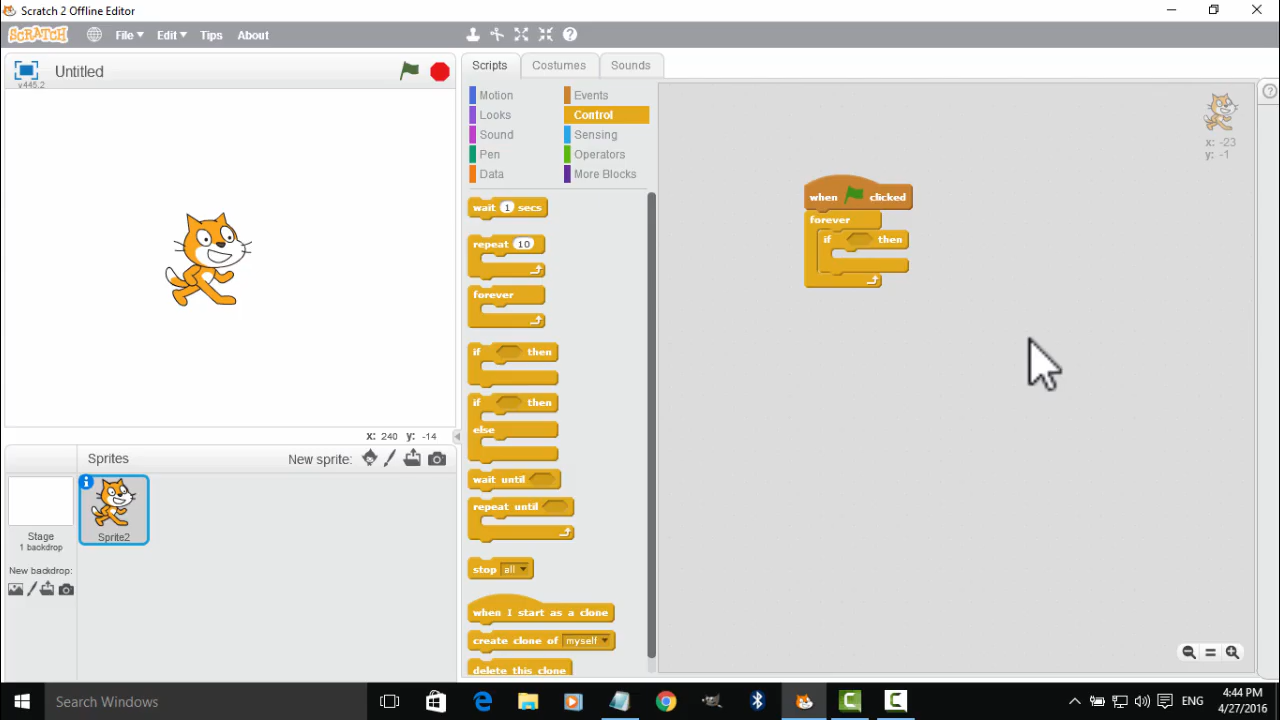 Scratch 2 Offline Editor
SCRATCH
File
Edit
Tips
About
v445.2
Untitled
Scripts
Costumes
Sounds
Motion
Looks
Sound
Pen
Data
Events
Control
Sensing
Operators
More Blocks
wait 1 secs
repeat 10
forever
if then
if then
else
wait until
repeat until
stop all
when I start as a clone
create clone of myself
delete this clone
when clicked
forever
if then
x: -23
y: -1
x: 240 y: -14
Sprites
New sprite:
Stage
1 backdrop
New backdrop:
Sprite2
Search Windows
ENG
4:44 PM
4/27/2016